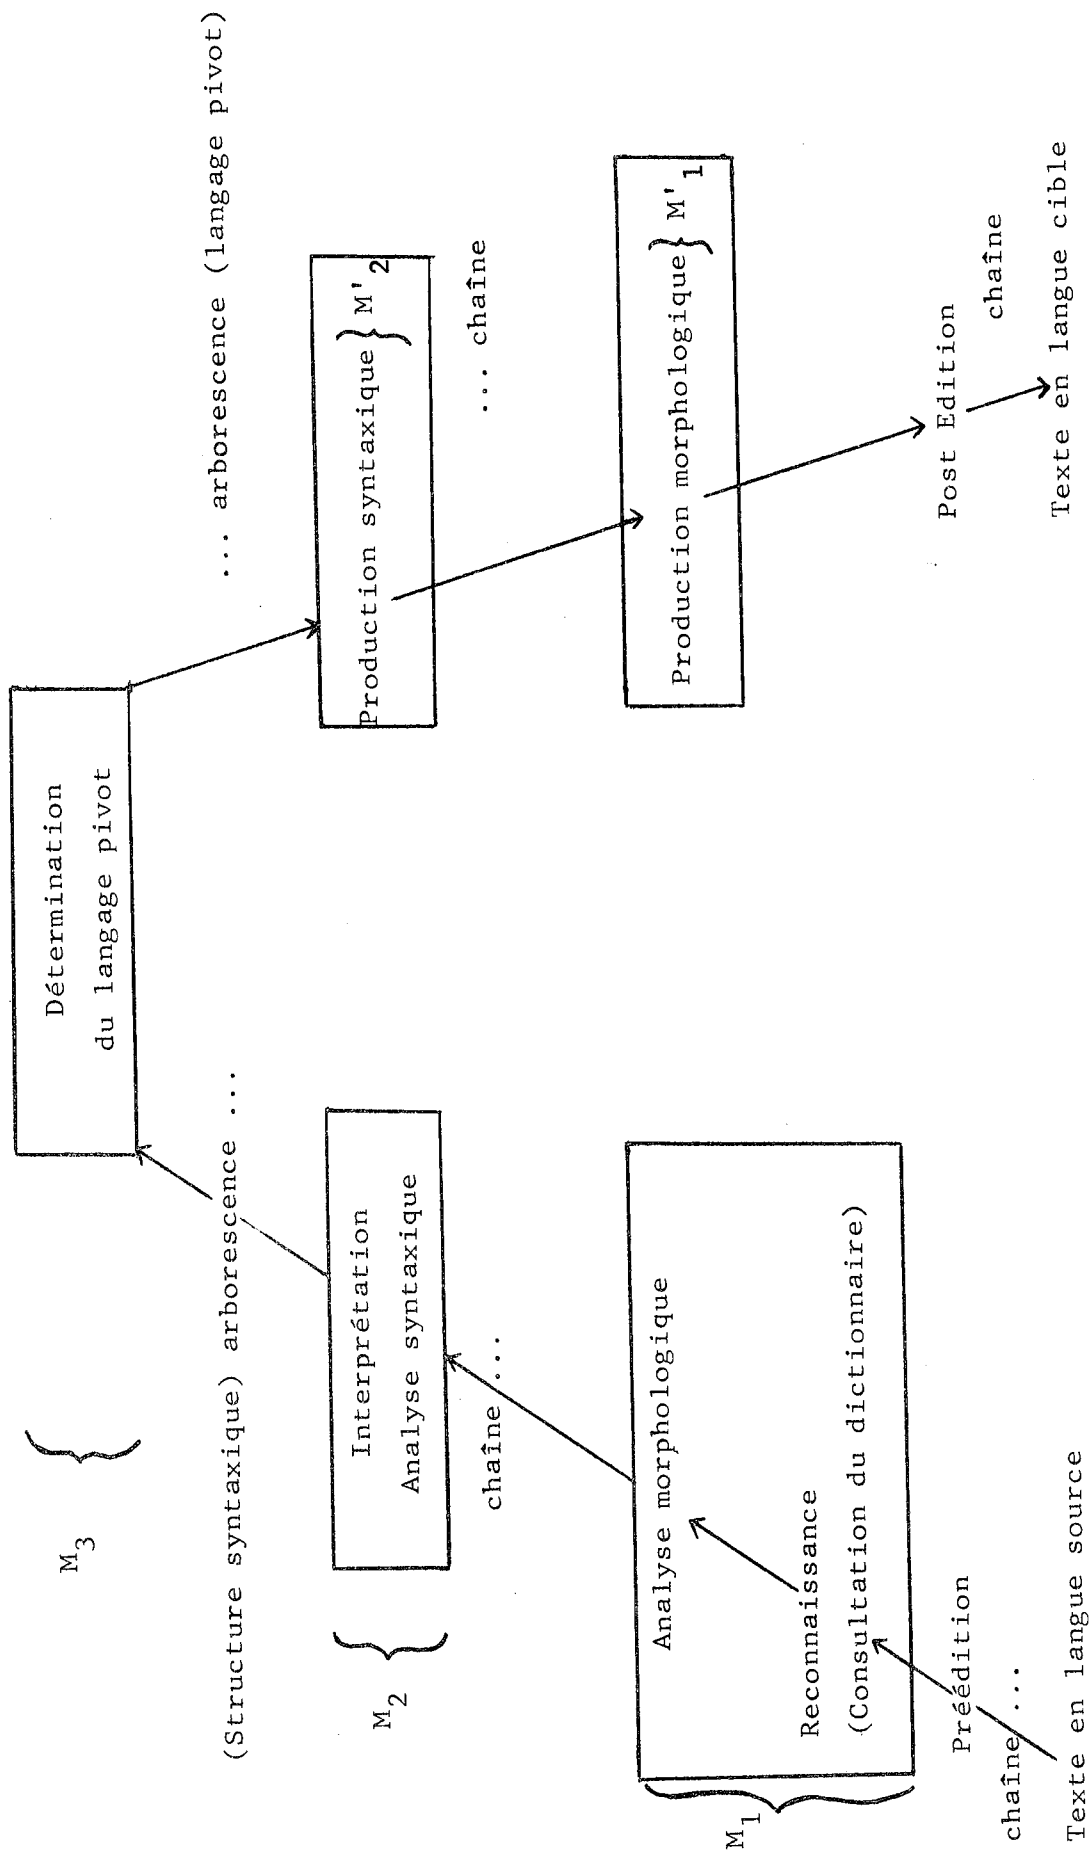 M3
Détermination
du langage pivot
(Structure syntaxique) arborescence ...
... arborescence (langage pivot)
M2
Interprétation
Analyse syntaxique
Production syntaxique
M'2
chaîne ...
... chaîne
M1
Analyse morphologique
Reconnaissance
(Consultation du dictionnaire)
Production morphologique
M'1
Préédition
chaîne ...
Texte en langue source
Post Edition
chaîne
Texte en langue cible